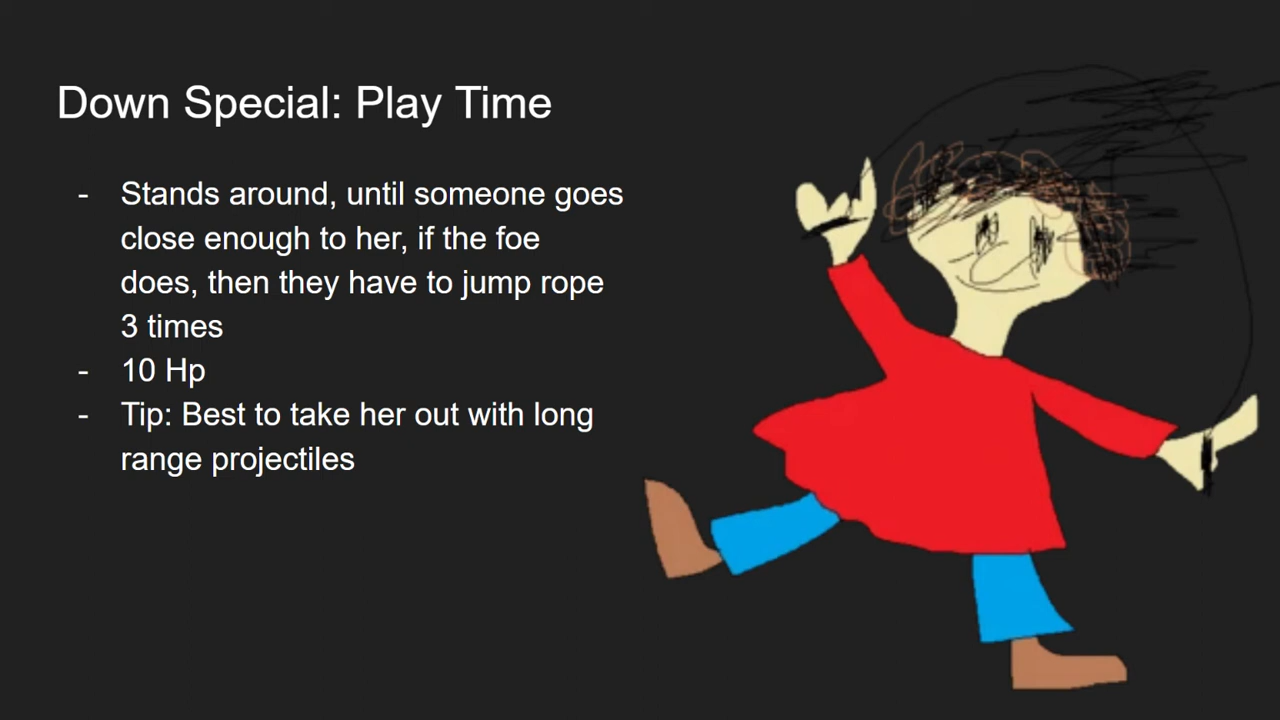 Down Special: Play Time
- Stands around, until someone goes
close enough to her, if the foe
does, then they have to jump rope
3 times
- 10 Hp
- Tip: Best to take her out with long
range projectiles